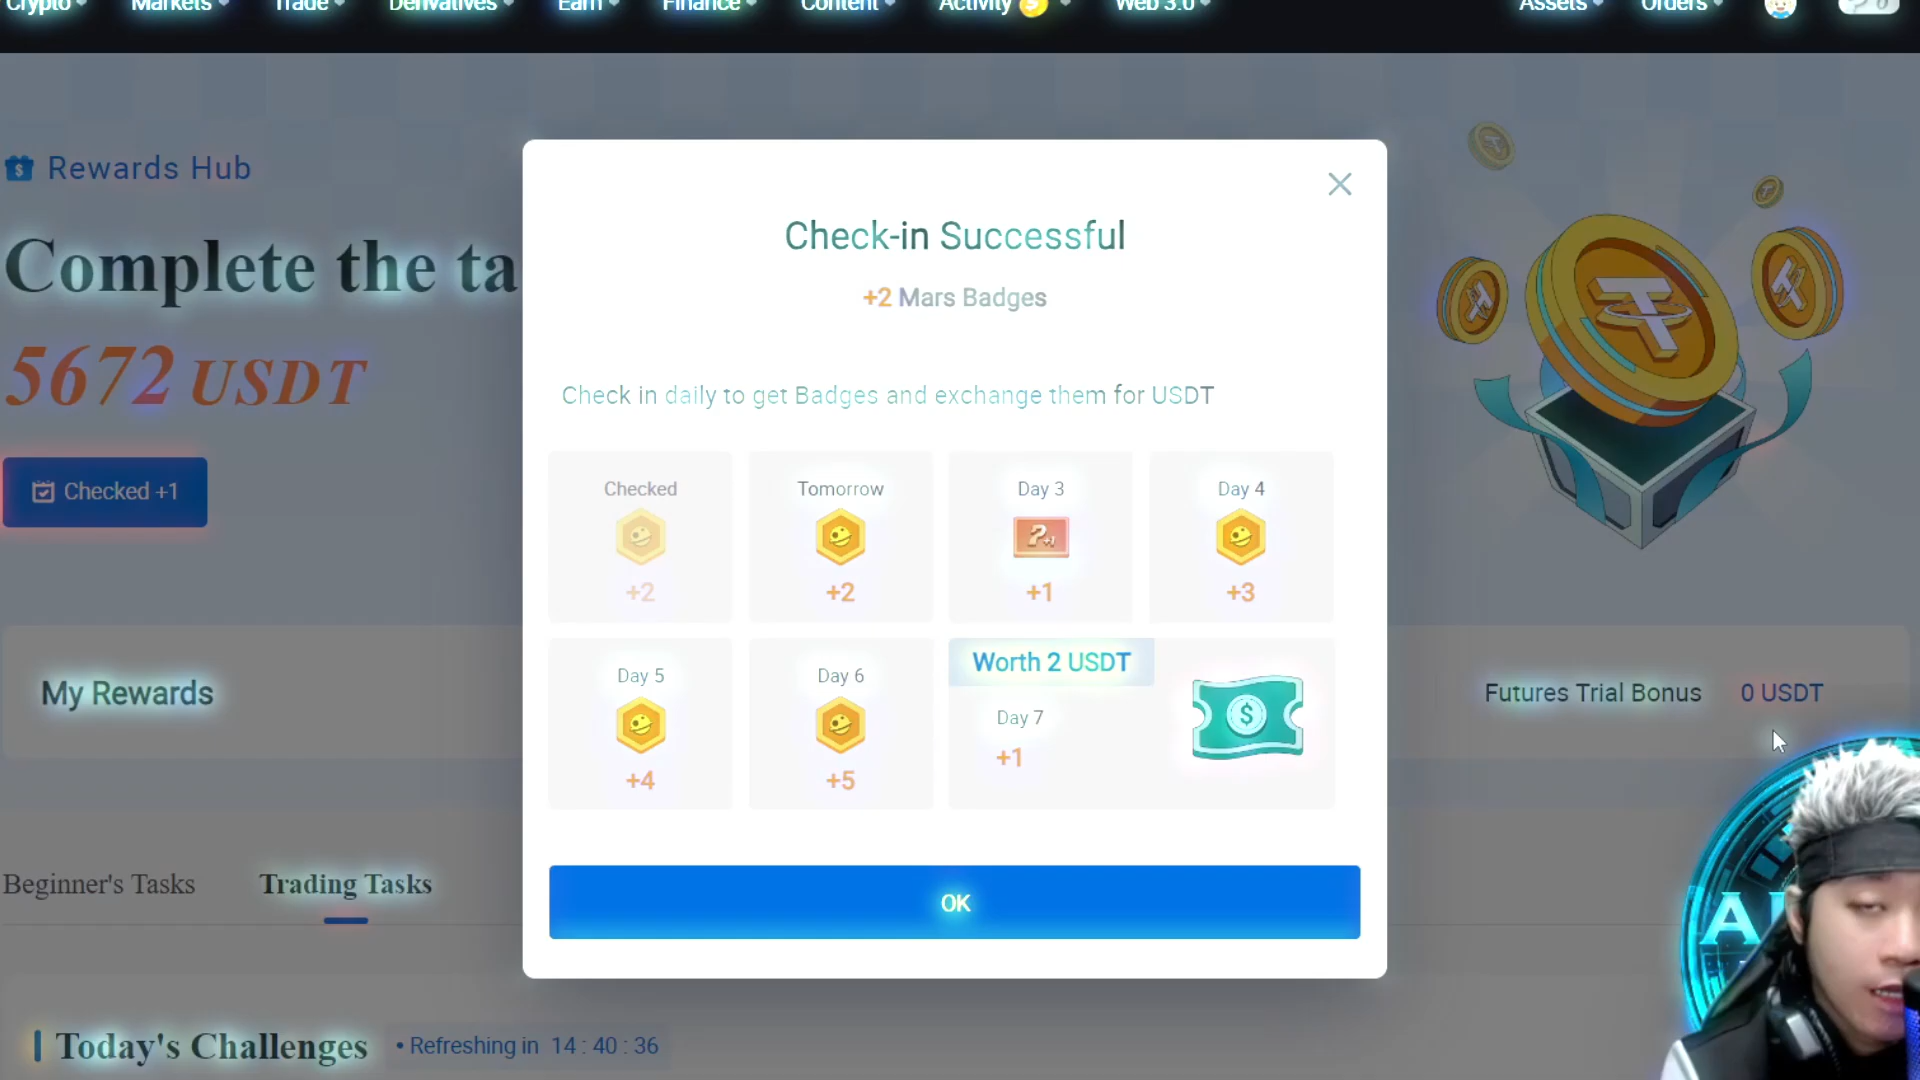 Crypto Markets Trade Derivatives Earn Finance Content Activity Web 3.0 Assets Orders
Rewards Hub
Complete the ta
5672 USDT
Checked +1
My Rewards
Futures Trial Bonus 0 USDT
Beginner's Tasks Trading Tasks
Today's Challenges • Refreshing in 14 : 40 : 36
Check-in Successful
+2 Mars Badges
Check in daily to get Badges and exchange them for USDT
Checked Tomorrow Day 3 Day 4
+2 +2 +1 +3
Worth 2 USDT
Day 5 Day 6 Day 7
+4 +5 +1
OK